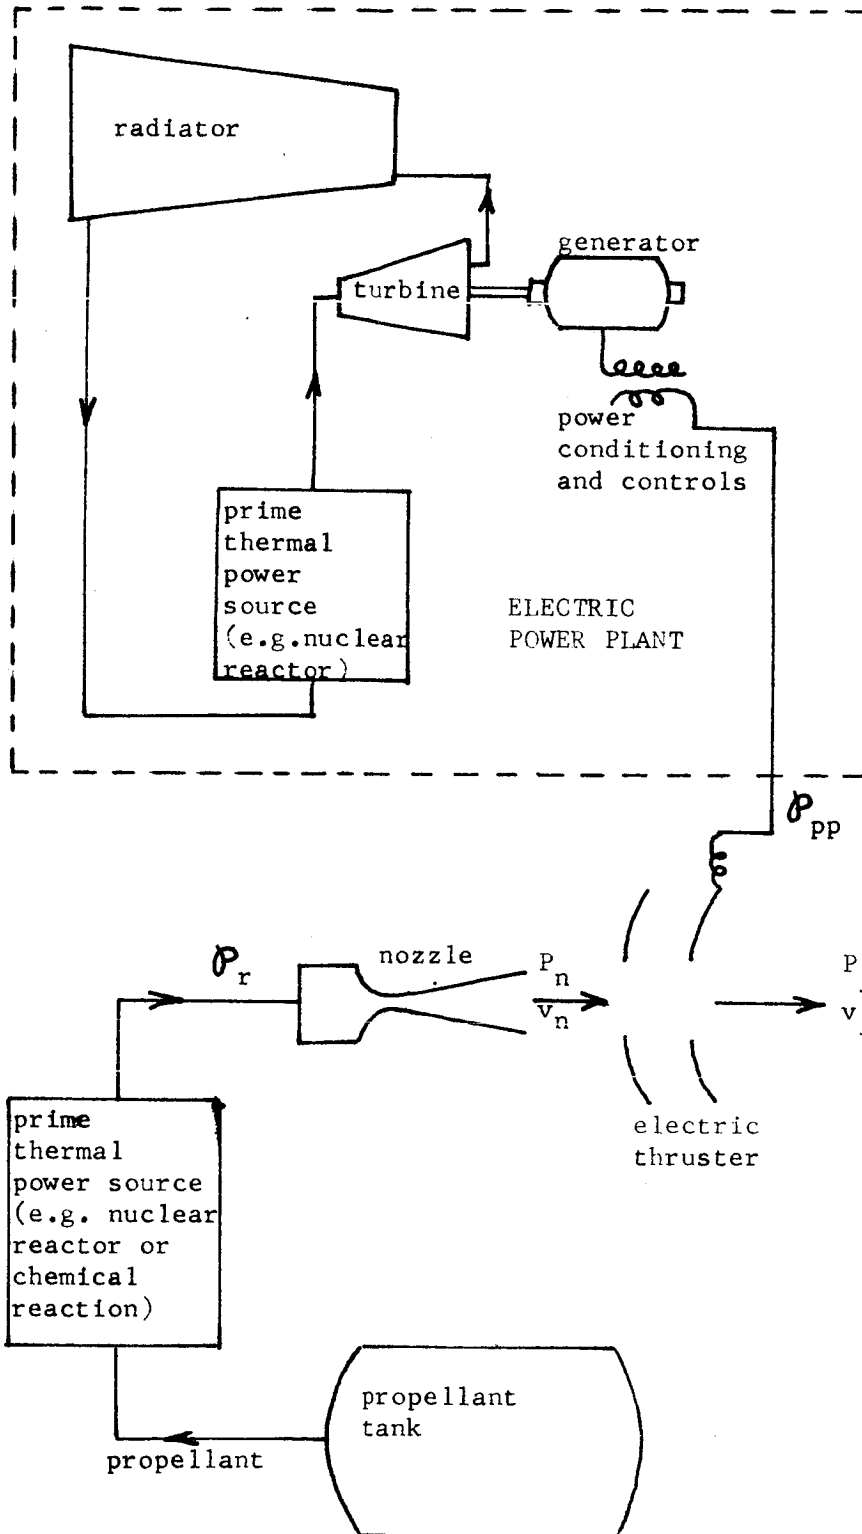 radiator
generator
turbine
power
conditioning
and controls
prime
thermal
power
source
(e.g.nuclear
reactor)
ELECTRIC
POWER PLANT
𝒫pp
𝒫r
nozzle
Pn
vn
P
v
electric
thruster
prime
thermal
power source
(e.g. nuclear
reactor or
chemical
reaction)
propellant
tank
propellant